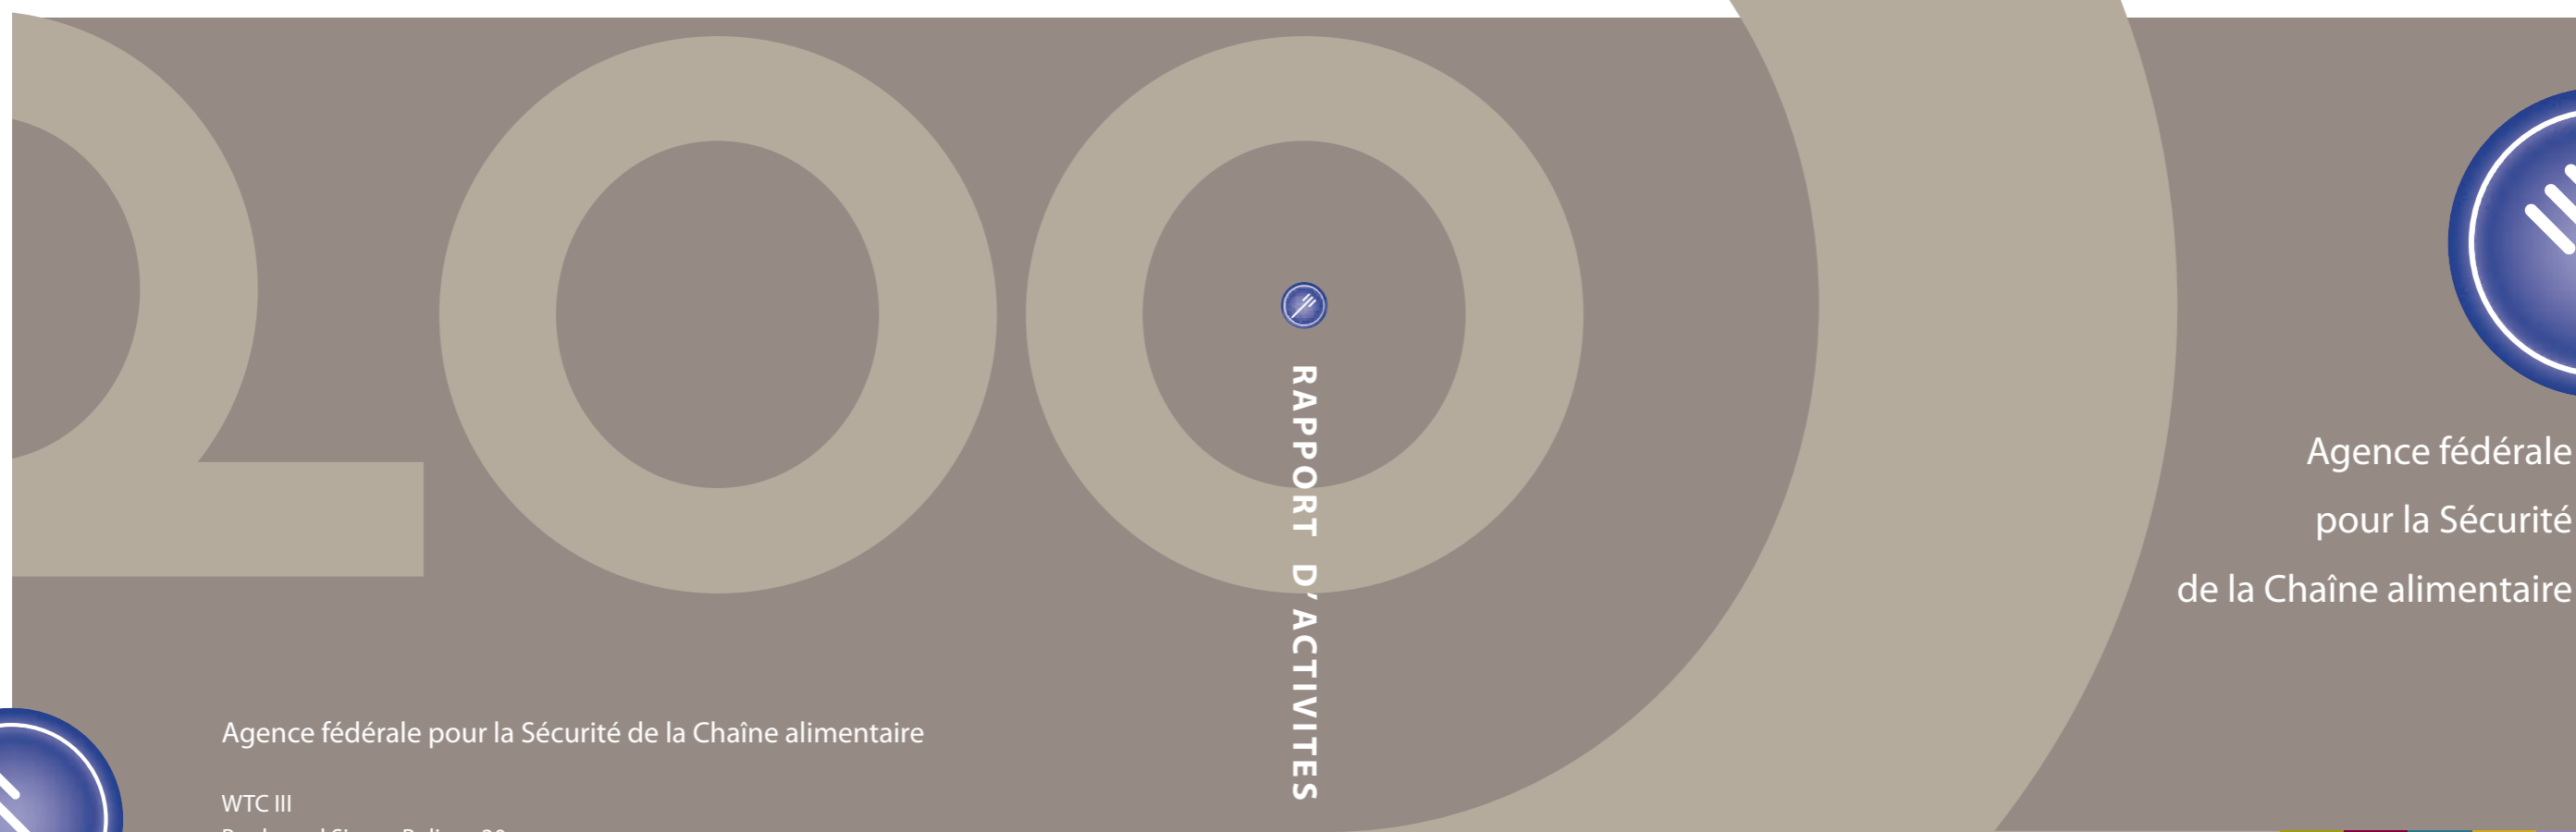 200
RAPPORT D'ACTIVITES
Agence fédérale
pour la Sécurité
de la Chaîne alimentaire
Agence fédérale pour la Sécurité de la Chaîne alimentaire
WTC III